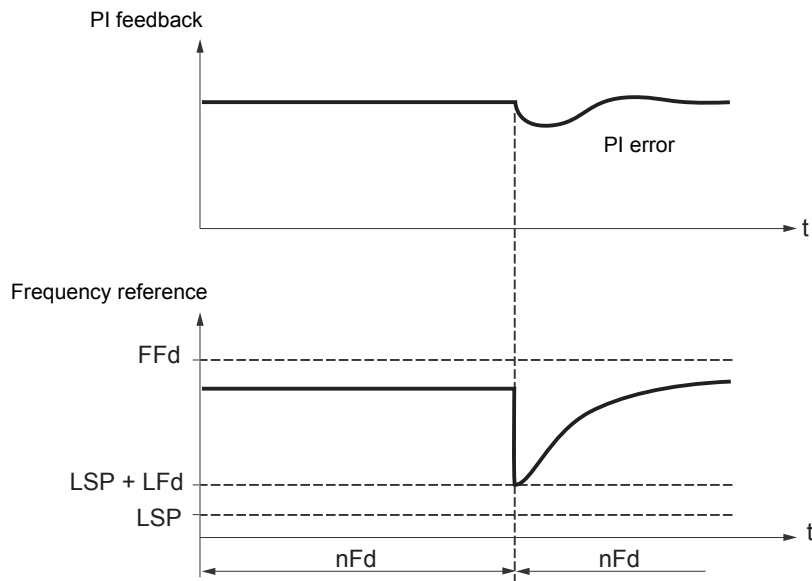 PI feedback
PI error
t
Frequency reference
FFd
LSP + LFd
LSP
t
nFd
nFd